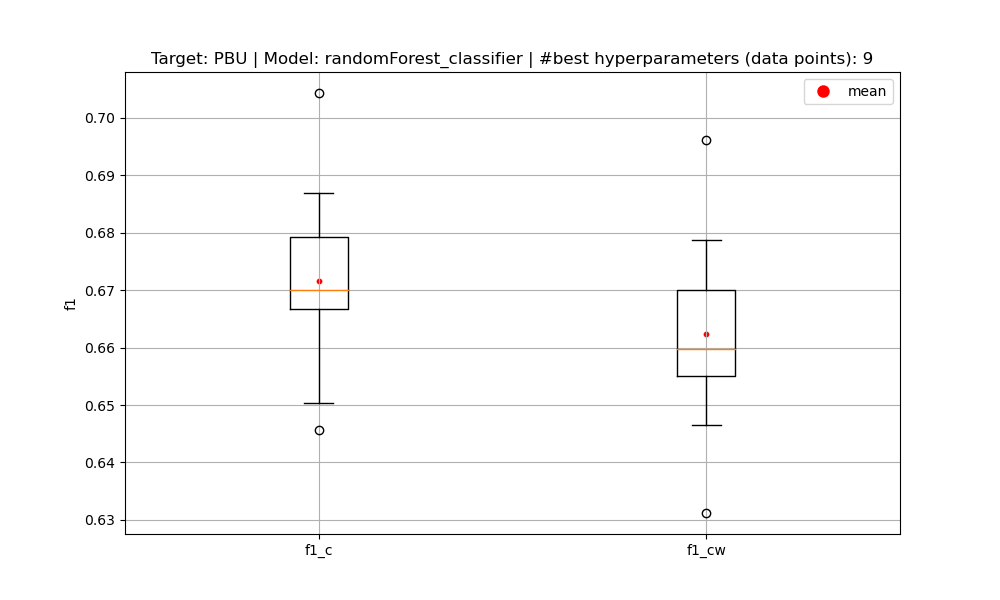 Target: PBU | Model: randomForest_classifier | #best hyperparameters (data points): 9
mean
0.70
0.69
0.68
0.67
0.66
0.65
0.64
0.63
f1
f1_c
f1_cw